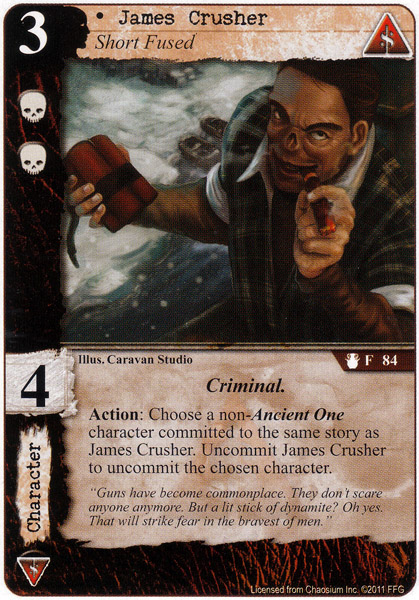 3
• James Crusher
Short Fused
$
Illus. Caravan Studio
F 84
4
Criminal.
Action: Choose a non-Ancient One
character committed to the same story as
James Crusher. Uncommit James Crusher
to uncommit the chosen character.
Character
“Guns have become commonplace. They don’t scare
anyone anymore. But a lit stick of dynamite? Oh yes.
That will strike fear in the bravest of men.”
$
Licensed from Chaosium Inc. ©2011 FFG